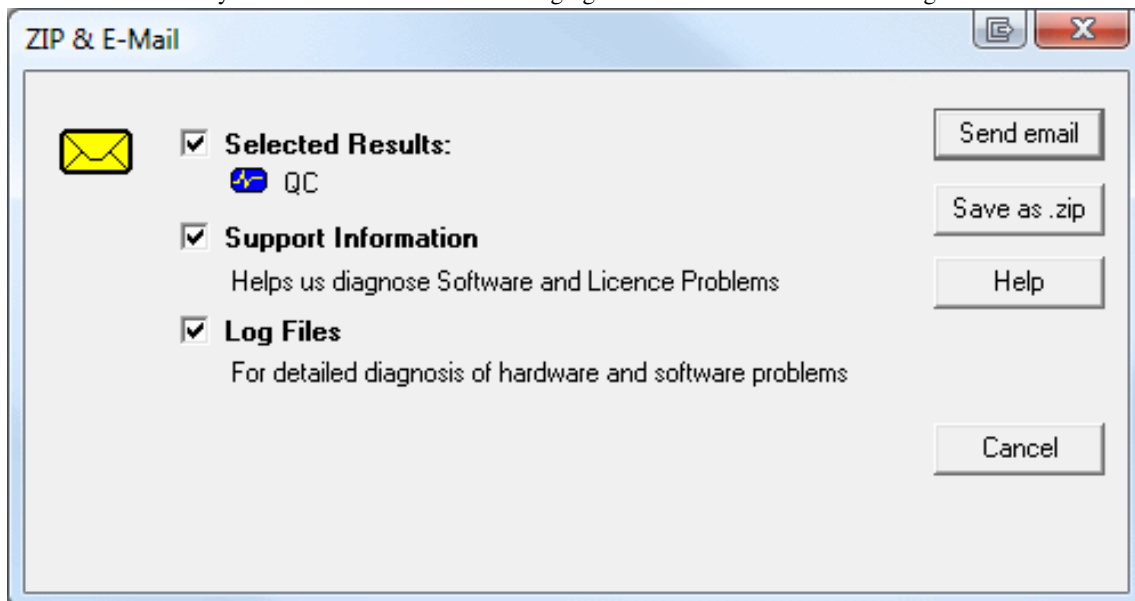 ZIP & E-Mail
Selected Results:
QC
Support Information
Helps us diagnose Software and Licence Problems
Log Files
For detailed diagnosis of hardware and software problems
Send email
Save as .zip
Help
Cancel